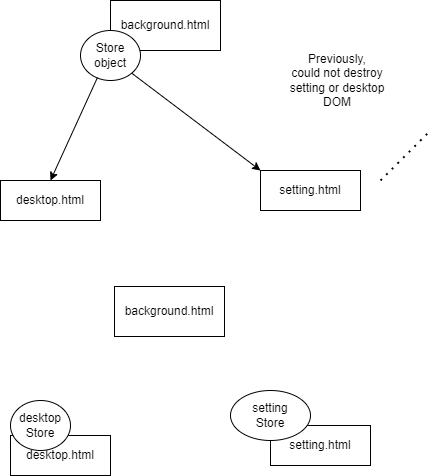 background.html
Store
object
Previously,
could not destroy
setting or desktop
DOM
desktop.html
setting.html
background.html
desktop
Store
desktop.html
setting
Store
setting.html